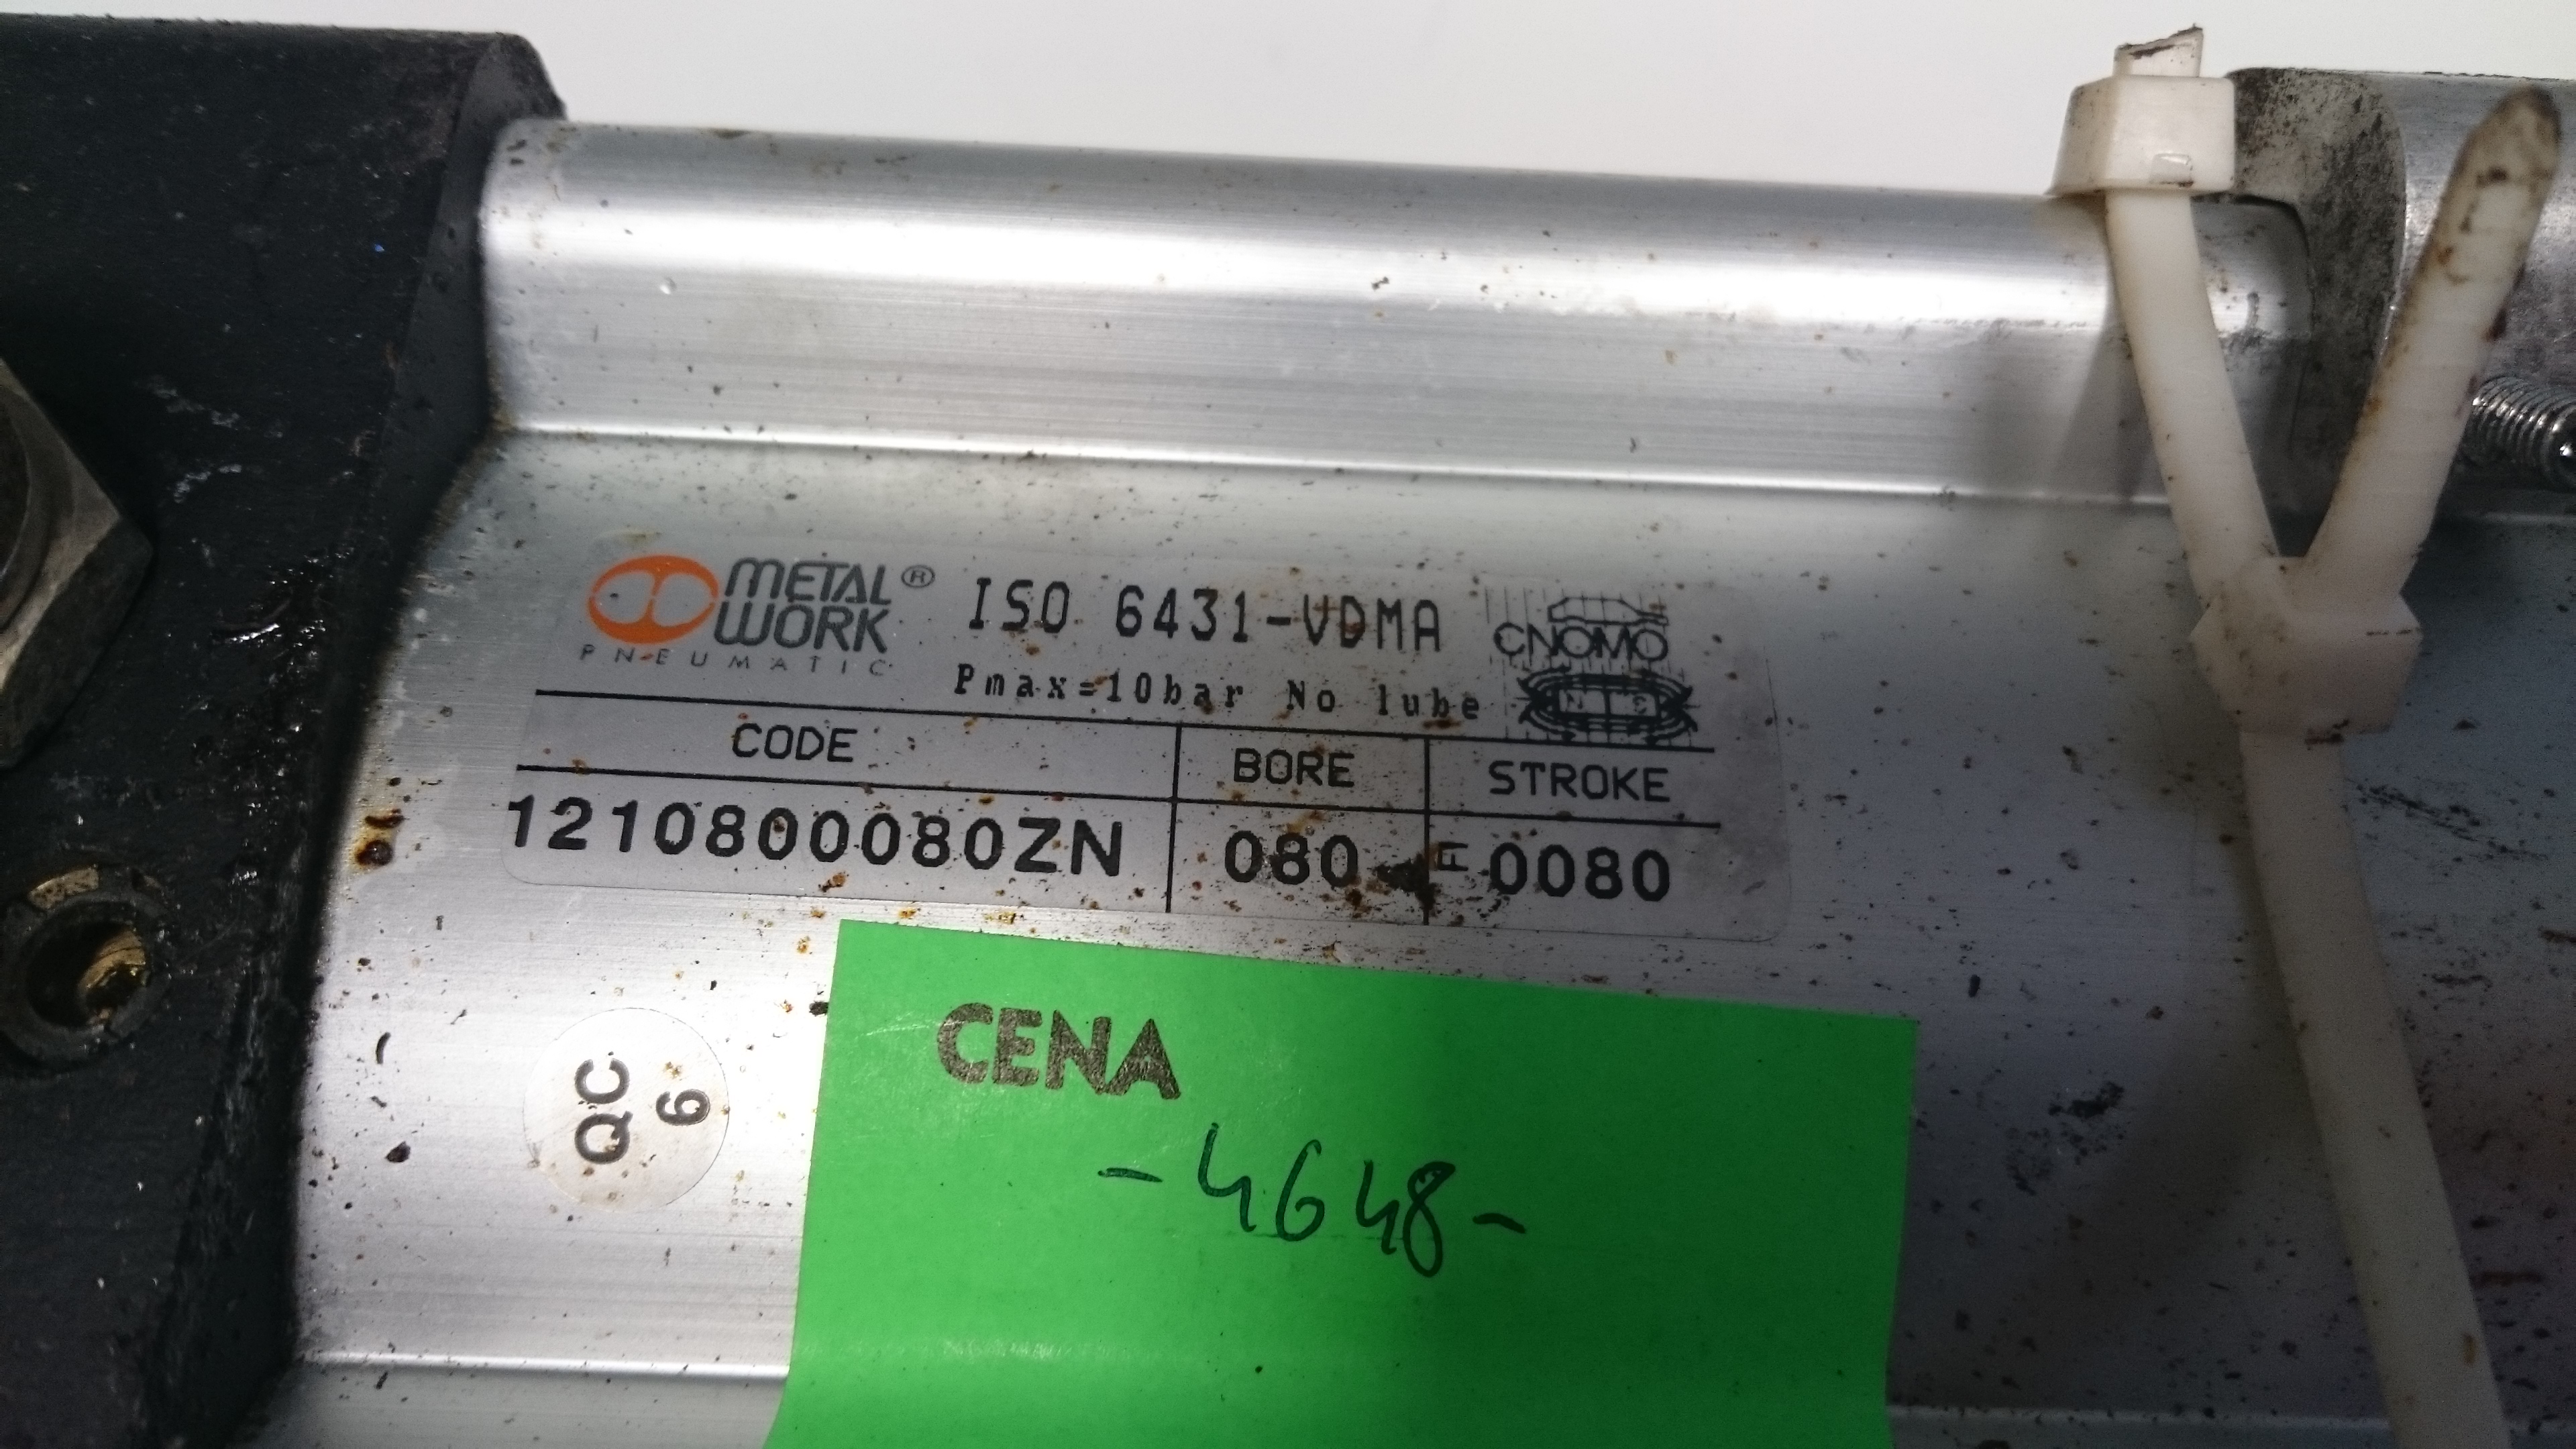 METAL® WORK
PNEUMATIC
ISO 6431-VDMA
Pmax=10bar No lube
CNOMO
CODE BORE STROKE
1210800080ZN 080 A 0080
QC
6
CENA
-4648-